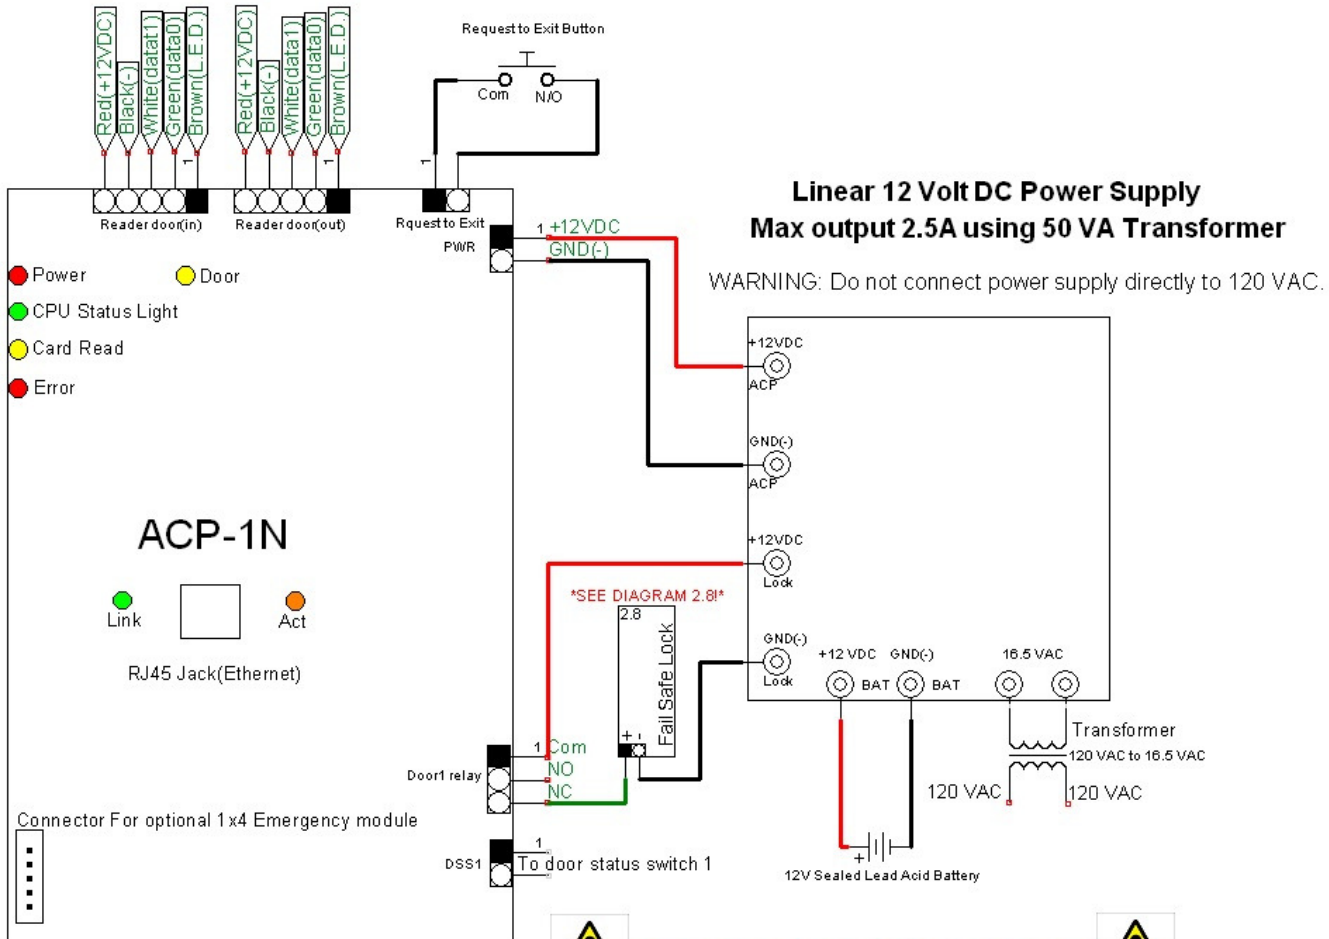 Request to Exit Button
Com
N/O
Red(+12VDC)
Black(-)
White(datat1)
Green(data0)
Brown(L.E.D.)
Red(+12VDC)
Black(-)
White(data1)
Green(data0)
Brown(L.E.D.)
1
1
1
Reader door(in)
Reader door(out)
Rquest to Exit
PWR
1
+12VDC
GND(-)
Linear 12 Volt DC Power Supply
Max output 2.5A using 50 VA Transformer
WARNING: Do not connect power supply directly to 120 VAC.
Power
Door
CPU Status Light
Card Read
Error
+12VDC
ACP
GND(-)
ACP
+12VDC
Lock
GND(-)
Lock
+12 VDC
BAT
GND(-)
BAT
16.5 VAC
ACP-1N
Link
Act
RJ45 Jack(Ethernet)
*SEE DIAGRAM 2.8!*
2.8
Fail Safe Lock
+ -
Transformer
120 VAC to 16.5 VAC
120 VAC
120 VAC
Door1 relay
1
Com
NO
NC
Connector For optional 1x4 Emergency module
DSS1
1
To door status switch 1
+
12V Sealed Lead Acid Battery